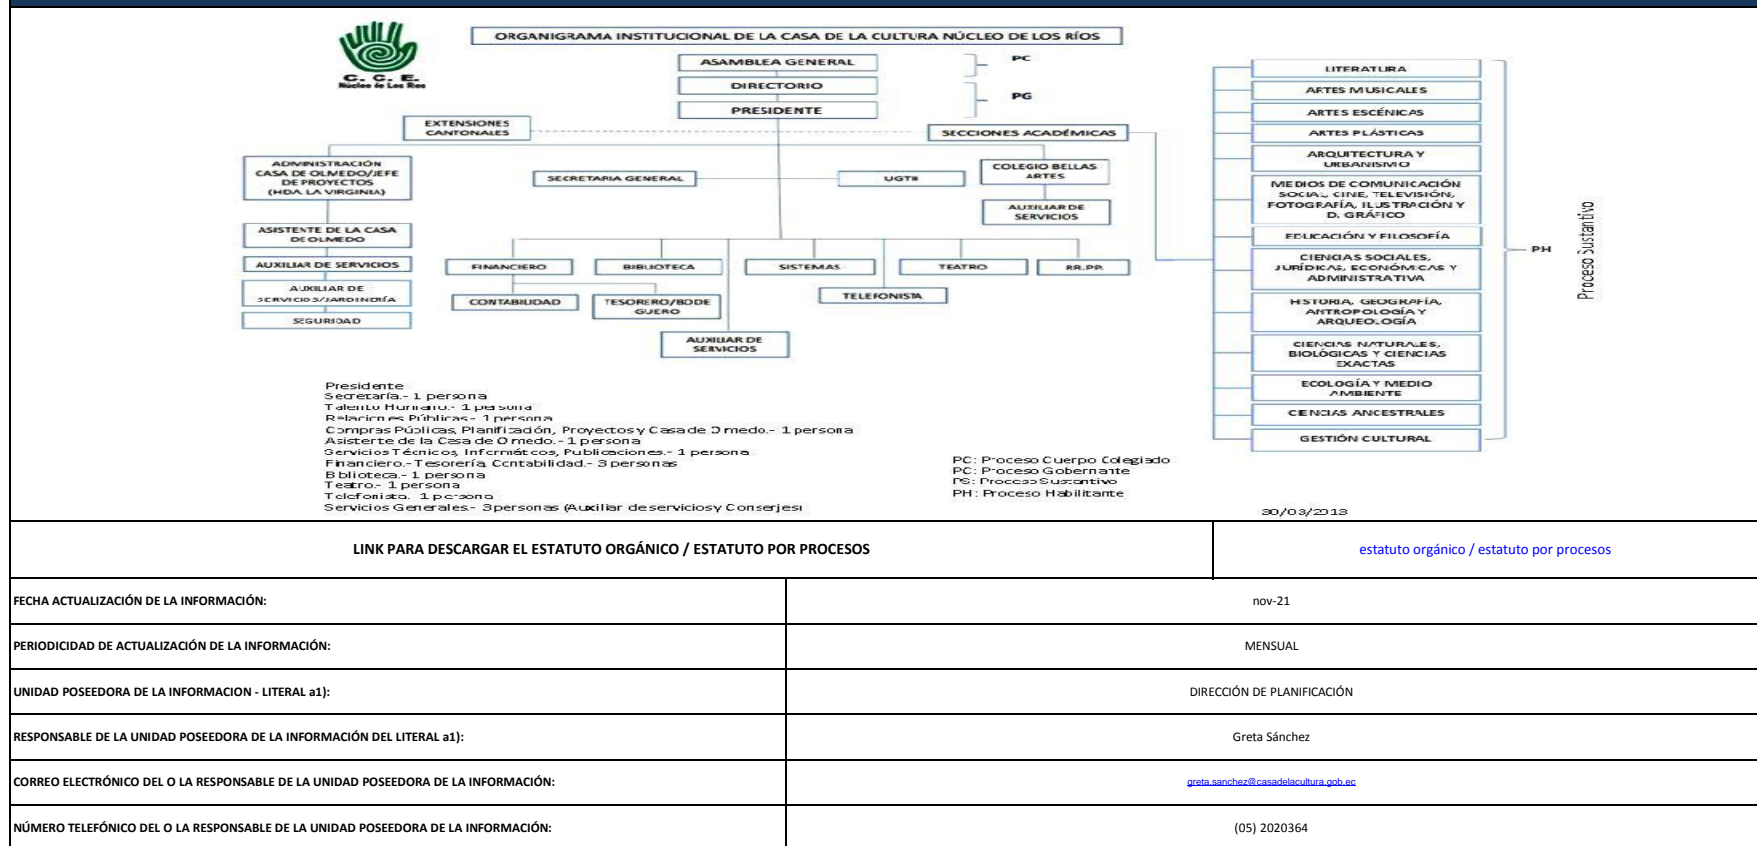 ORGANIGRAMA INSTITUCIONAL DE LA CASA DE LA CULTURA NÚCLEO DE LOS RÍOS
C. C. E.
Núcleo de Los Ríos
ASAMBLEA GENERAL
PC
DIRECTORIO
PG
PRESIDENTE
EXTENSIONES
CANTONALES
SECCIONES ACADÉMICAS
ADMINISTRACIÓN
CASA DE OLMEDO/JEFE
DE PROYECTOS
(HDA. LA VIRGINIA)
SECRETARIA GENERAL
UGTH
COLEGIO BELLAS
ARTES
AUXILIAR DE
SERVICIOS
ASISTENTE DE LA CASA
DE OLMEDO
AUXILIAR DE SERVICIOS
AUXILIAR DE
SERVICIOS/JARDINERÍA
SEGURIDAD
FINANCIERO
BIBLIOTECA
SISTEMAS
TEATRO
RR.PP.
CONTABILIDAD
TESORERO/BODE
GUERO
TELEFONISTA
AUXILIAR DE
SERVICIOS
LITERATURA
ARTES MUSICALES
ARTES ESCÉNICAS
ARTES PLÁSTICAS
ARQUITECTURA Y
URBANISMO
MEDIOS DE COMUNICACIÓN
SOCIAL, CINE, TELEVISIÓN,
FOTOGRAFÍA, ILUSTRACIÓN Y
D. GRÁFICO
EDUCACIÓN Y FILOSOFÍA
CIENCIAS SOCIALES,
JURÍDICAS, ECONÓMICAS Y
ADMINISTRATIVA
HISTORIA, GEOGRAFÍA,
ANTROPOLOGÍA Y
ARQUEOLOGÍA
CIENCIAS NATURALES,
BIOLÓGICAS Y CIENCIAS
EXACTAS
ECOLOGÍA Y MEDIO
AMBIENTE
CIENCIAS ANCESTRALES
GESTIÓN CULTURAL
PH
Proceso Sustantivo
Presidente
Secretaría.- 1 persona
Talento Humano.- 1 persona
Relaciones Públicas.- 1 persona
Compras Públicas, Planificación, Proyectos y Casa de Olmedo.- 1 persona
Asistente de la Casa de Olmedo.- 1 persona
Servicios Técnicos, Informáticos, Publicaciones.- 1 persona
Financiero.- Tesorería, Contabilidad.- 3 personas
Biblioteca.- 1 persona
Teatro.- 1 persona
Telefonista.- 1 persona
Servicios Generales.- 3 personas (Auxiliar de servicios y Conserjes)
PC: Proceso Cuerpo Colegiado
PC: Proceso Gobernante
PS: Proceso Sustantivo
PH: Proceso Habilitante
30/03/2013
LINK PARA DESCARGAR EL ESTATUTO ORGÁNICO / ESTATUTO POR PROCESOS
estatuto orgánico / estatuto por procesos
FECHA ACTUALIZACIÓN DE LA INFORMACIÓN:
nov-21
PERIODICIDAD DE ACTUALIZACIÓN DE LA INFORMACIÓN:
MENSUAL
UNIDAD POSEEDORA DE LA INFORMACION - LITERAL a1):
DIRECCIÓN DE PLANIFICACIÓN
RESPONSABLE DE LA UNIDAD POSEEDORA DE LA INFORMACIÓN DEL LITERAL a1):
Greta Sánchez
CORREO ELECTRÓNICO DEL O LA RESPONSABLE DE LA UNIDAD POSEEDORA DE LA INFORMACIÓN:
greta.sanchez@casadelacultura.gob.ec
NÚMERO TELEFÓNICO DEL O LA RESPONSABLE DE LA UNIDAD POSEEDORA DE LA INFORMACIÓN:
(05) 2020364